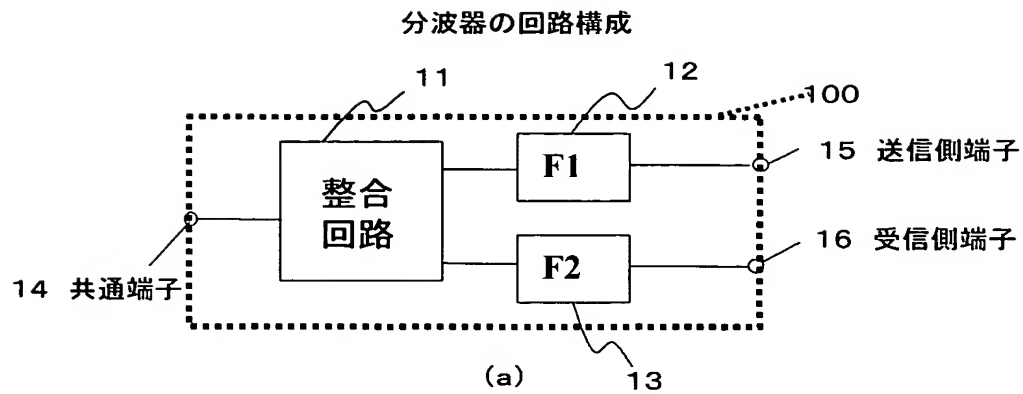 分波器の回路構成
11
12
100
整合
回路
F1
15 送信側端子
F2
16 受信側端子
14 共通端子
13
(a)